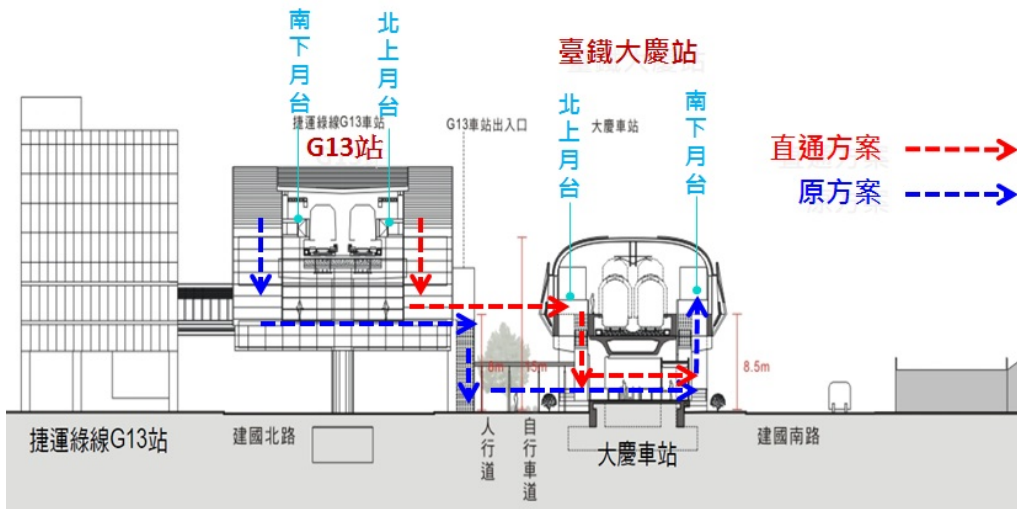 南下月台
北上月台
臺鐵大慶站
北上月台
南下月台
捷運綠線G13車站
G13車站出入口
大慶車站
G13站
直通方案
原方案
6m
15m
8.5m
捷運綠線G13站
建國北路
人行道
自行車道
大慶車站
建國南路